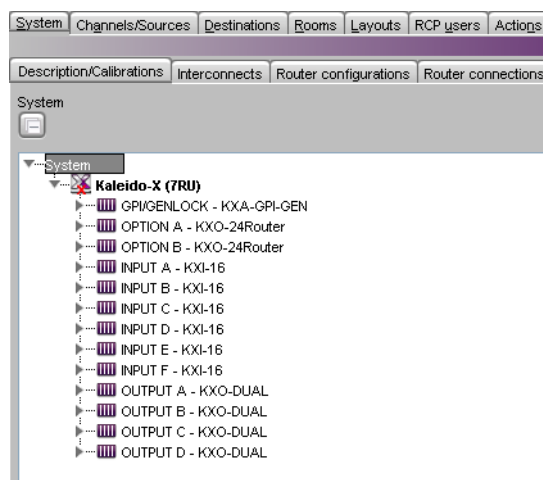 System Channels/Sources Destinations Rooms Layouts RCP users Actions
Description/Calibrations Interconnects Router configurations Router connections
System
System
Kaleido-X (7RU)
GPI/GENLOCK - KXA-GPI-GEN
OPTION A - KXO-24Router
OPTION B - KXO-24Router
INPUT A - KXI-16
INPUT B - KXI-16
INPUT C - KXI-16
INPUT D - KXI-16
INPUT E - KXI-16
INPUT F - KXI-16
OUTPUT A - KXO-DUAL
OUTPUT B - KXO-DUAL
OUTPUT C - KXO-DUAL
OUTPUT D - KXO-DUAL